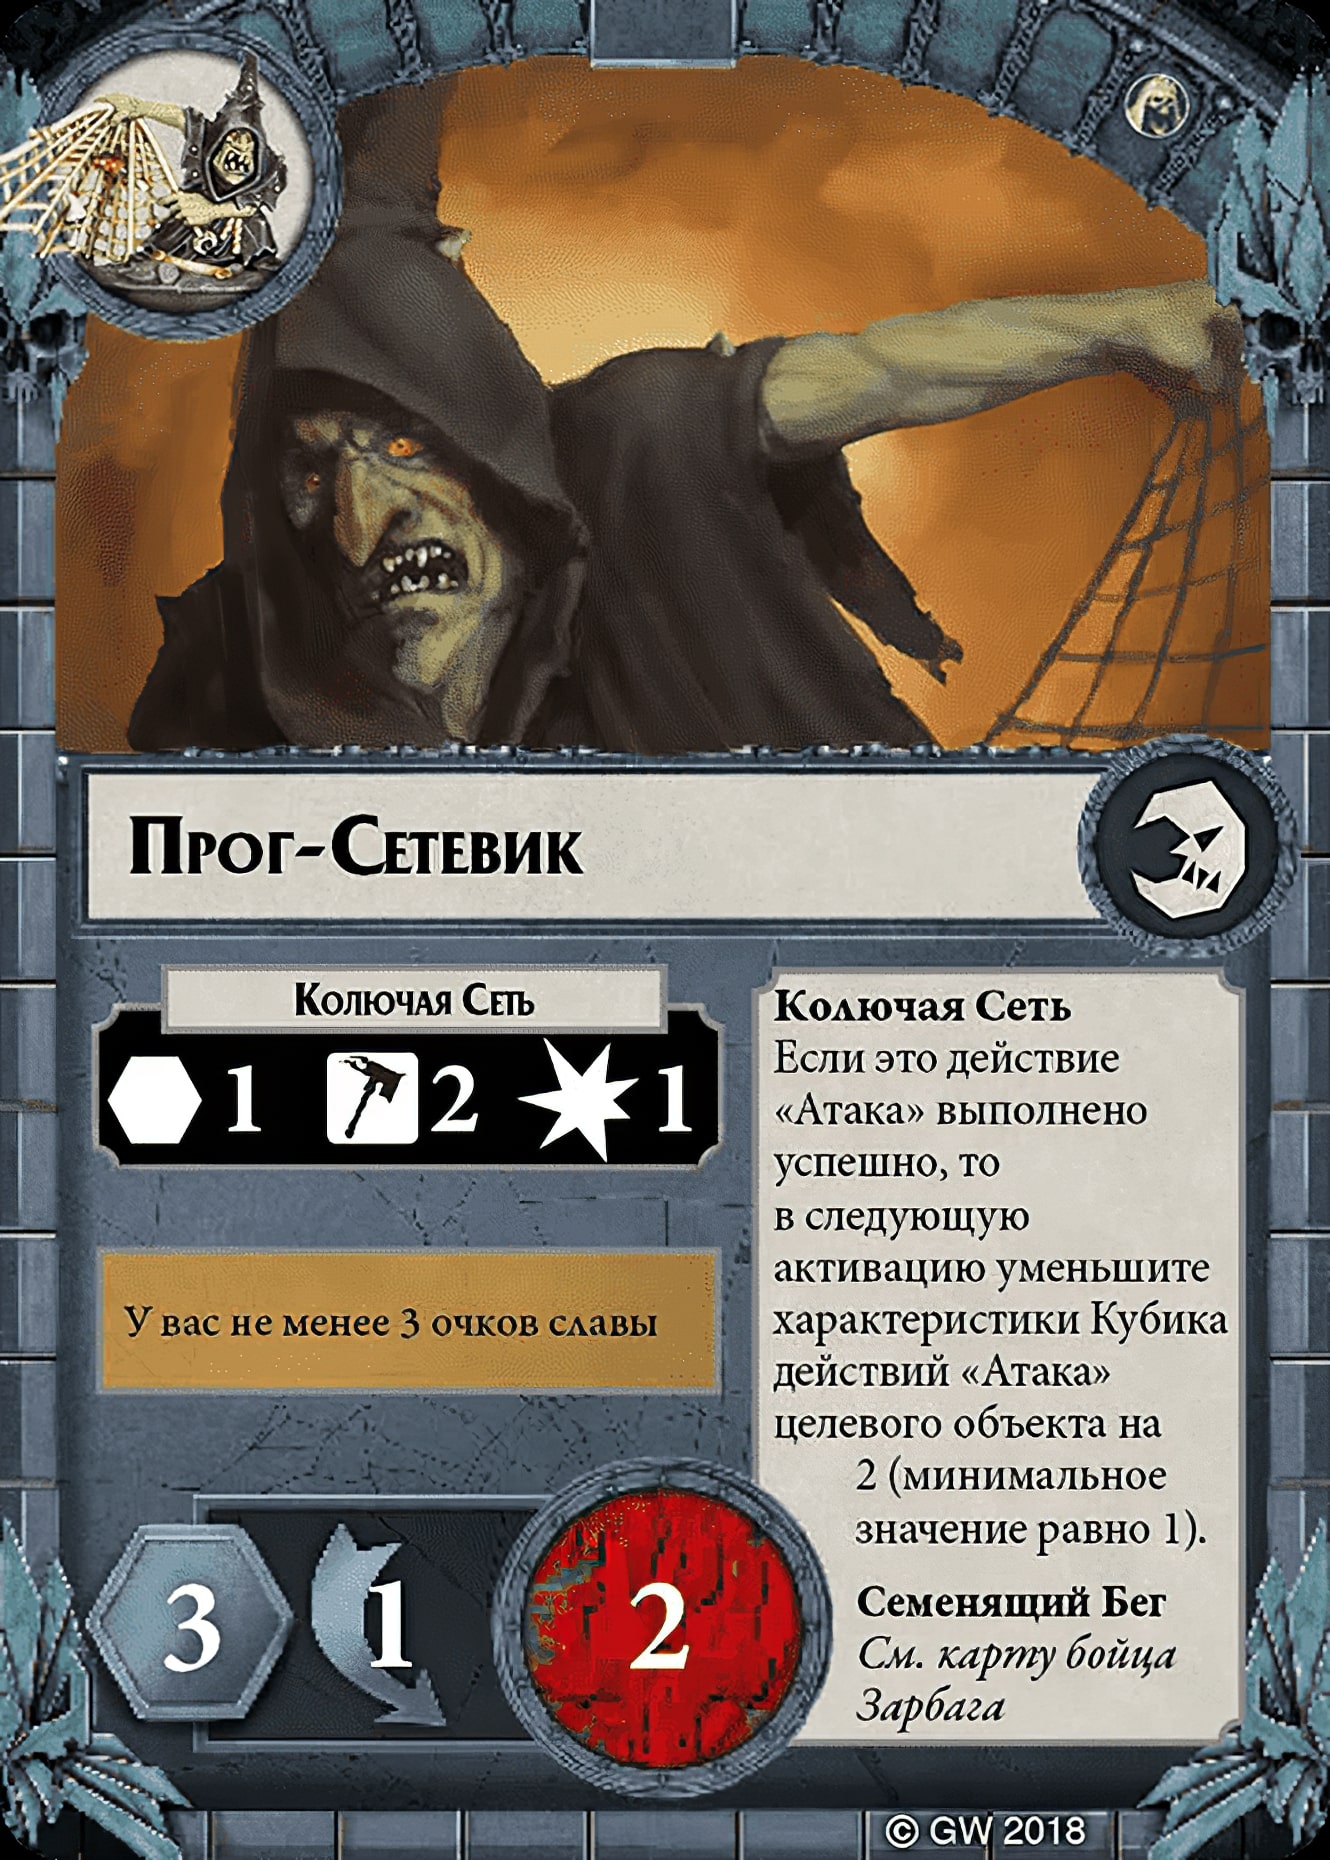 Прог-Сетевик
Колючая Сеть
1 2 1
У вас не менее 3 очков славы
3 1 2
Колючая Сеть
Если это действие
«Атака» выполнено
успешно, то
в следующую
активацию уменьшите
характеристики Кубика
действий «Атака»
целевого объекта на
2 (минимальное
значение равно 1).
Семенящий Бег
См. карту бойца
Зарбага
© GW 2018